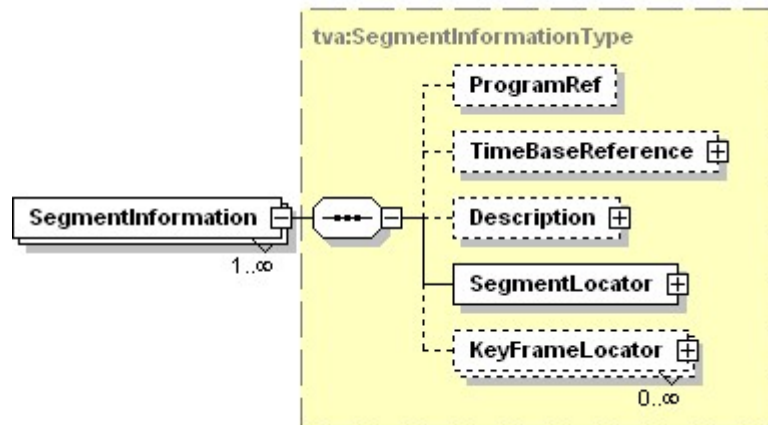 tva:SegmentInformationType
ProgramRef
TimeBaseReference
Description
SegmentInformation
1..∞
SegmentLocator
KeyFrameLocator
0..∞